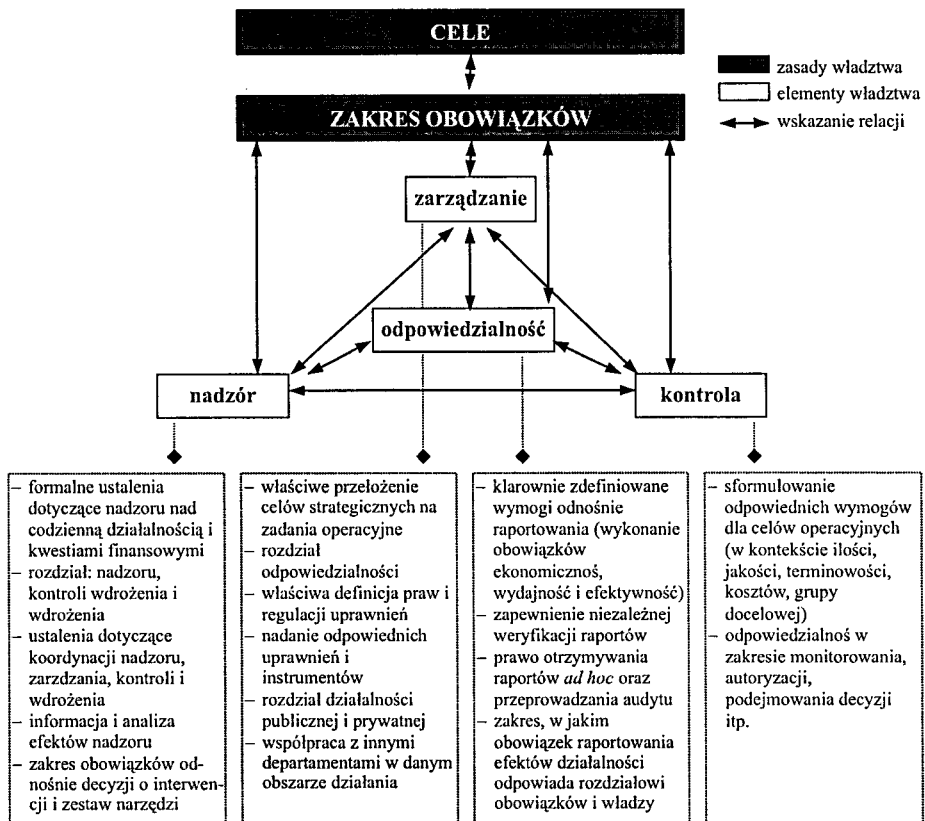 CELE
zasady władztwa
elementy władztwa
wskazanie relacji
ZAKRES OBOWIĄZKÓW
zarządzanie
odpowiedzialność
nadzór
kontrola
– formalne ustalenia
dotyczące nadzoru nad
codzienną działalnością i
kwestiami finansowymi
– rozdział: nadzoru,
kontroli wdrożenia i
wdrożenia
– ustalenia dotyczące
koordynacji nadzoru,
zarzdzania, kontroli i
wdrożenia
– informacja i analiza
efektów nadzoru
– zakres obowiązków od-
nośnie decyzji o interwen-
cji i zestaw narzędzi
– właściwe przełożenie
celów strategicznych na
zadania operacyjne
– rozdział
odpowiedzialności
– właściwa definicja praw i
regulacji uprawnień
– nadanie odpowiednich
uprawnień i
instrumentów
– rozdział działalności
publicznej i prywatnej
– współpraca z innymi
departamentami w danym
obszarze działania
– klarownie zdefiniowane
wymogi odnośnie
raportowania (wykonanie
obowiązków
ekonomicznoś,
wydajność i efektywność)
– zapewnienie niezależnej
weryfikacji raportów
– prawo otrzymywania
raportów ad hoc oraz
przeprowadzania audytu
– zakres, w jakim
obowiązek raportowania
efektów działalności
odpowiada rozdziałowi
obowiązków i władzy
– sformułowanie
odpowiednich wymogów
dla celów operacyjnych
(w kontekście ilości,
jakości, terminowości,
kosztów, grupy
docelowej)
– odpowiedzialnoś w
zakresie monitorowania,
autoryzacji,
podejmowania decyzji
itp.